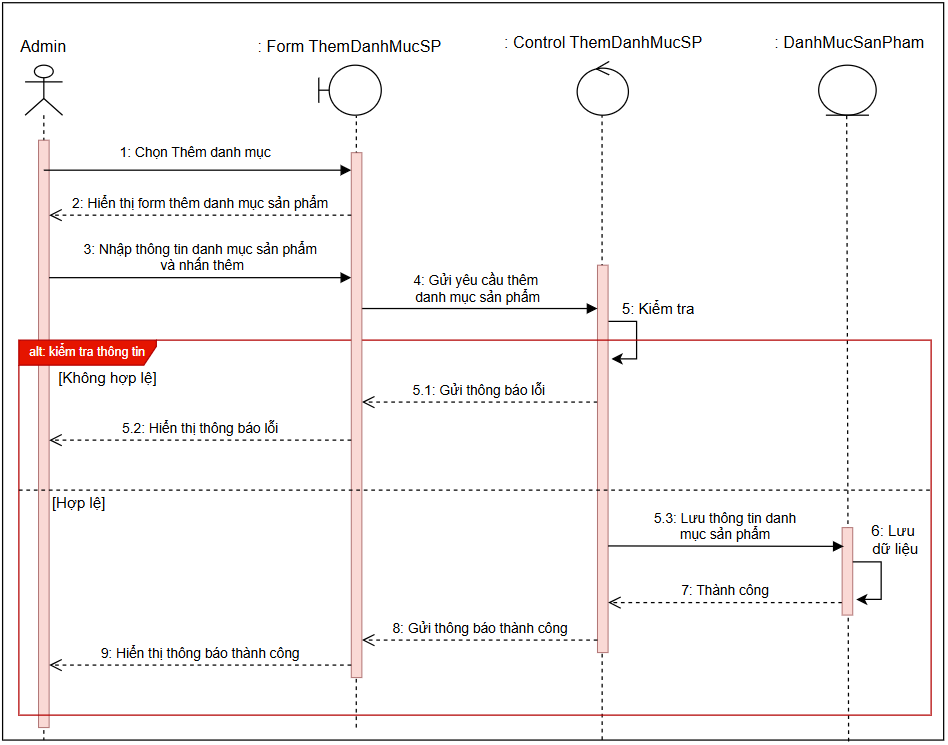 Admin
: Form ThemDanhMucSP
: Control ThemDanhMucSP
: DanhMucSanPham
1: Chọn Thêm danh mục
2: Hiển thị form thêm danh mục sản phẩm
3: Nhập thông tin danh mục sản phẩm
và nhấn thêm
4: Gửi yêu cầu thêm
danh mục sản phẩm
5: Kiểm tra
alt: kiểm tra thông tin
[Không hợp lệ]
5.1: Gửi thông báo lỗi
5.2: Hiển thị thông báo lỗi
[Hợp lệ]
5.3: Lưu thông tin danh
mục sản phẩm
6: Lưu
dữ liệu
7: Thành công
8: Gửi thông báo thành công
9: Hiển thị thông báo thành công